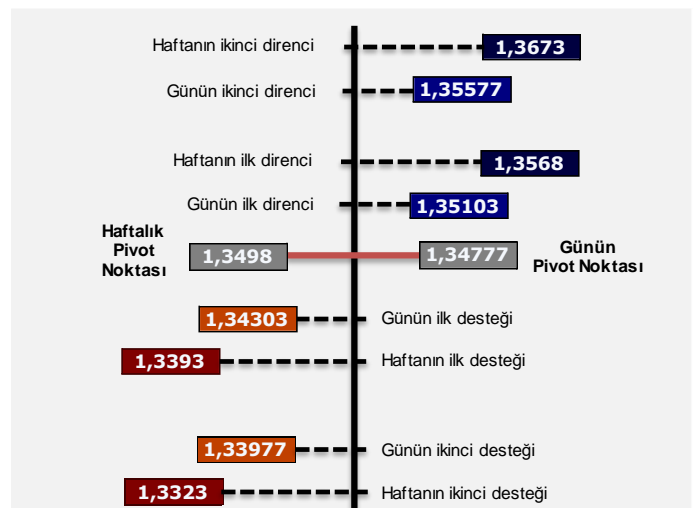 Haftanın ikinci direnci
1,3673
Günün ikinci direnci
1,35577
Haftanın ilk direnci
1,3568
Günün ilk direnci
1,35103
Haftalık
Pivot
Noktası
1,3498
1,34777
Günün
Pivot Noktası
1,34303
Günün ilk desteği
1,3393
Haftanın ilk desteği
1,33977
Günün ikinci desteği
1,3323
Haftanın ikinci desteği